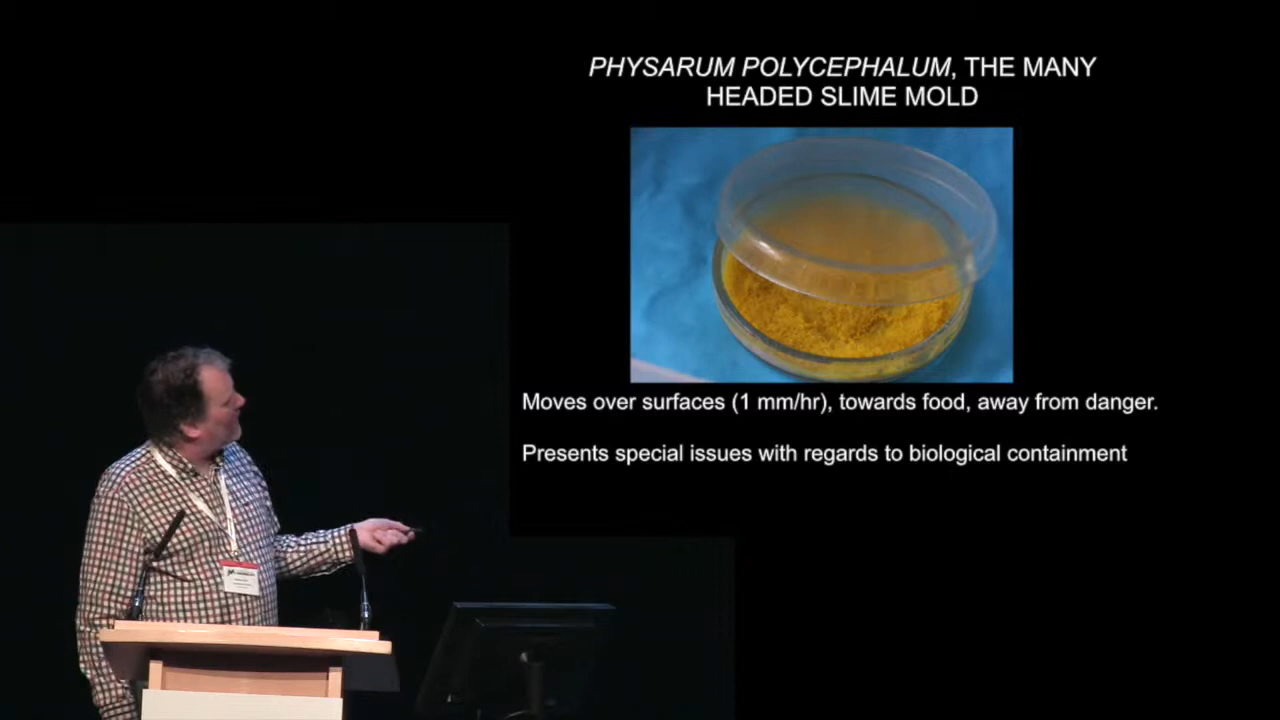 PHYSARUM POLYCEPHALUM, THE MANY
HEADED SLIME MOLD
Moves over surfaces (1 mm/hr), towards food, away from danger.
Presents special issues with regards to biological containment